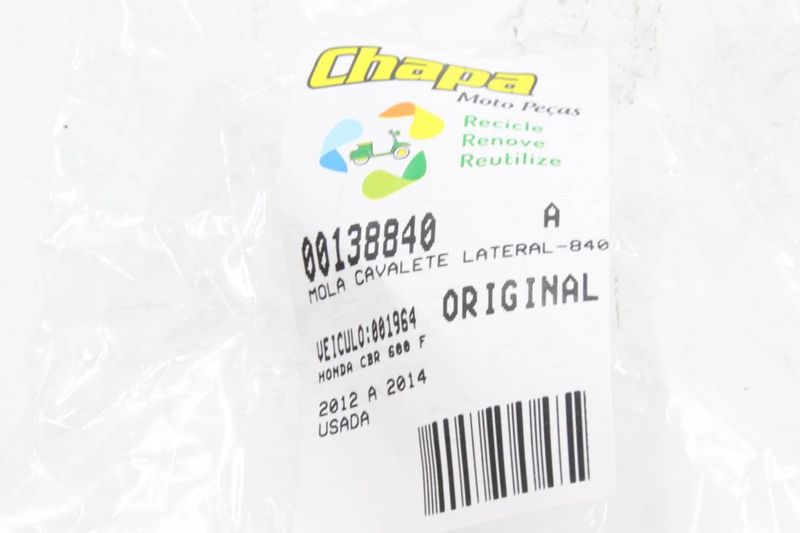 Chapa
Moto Peças
Recicle
Renove
Reutilize
00138840 A
MOLA CAVALETE LATERAL-840
ORIGINAL
VEICULO:001964
HONDA CBR 600 F
2012 A 2014
USADA